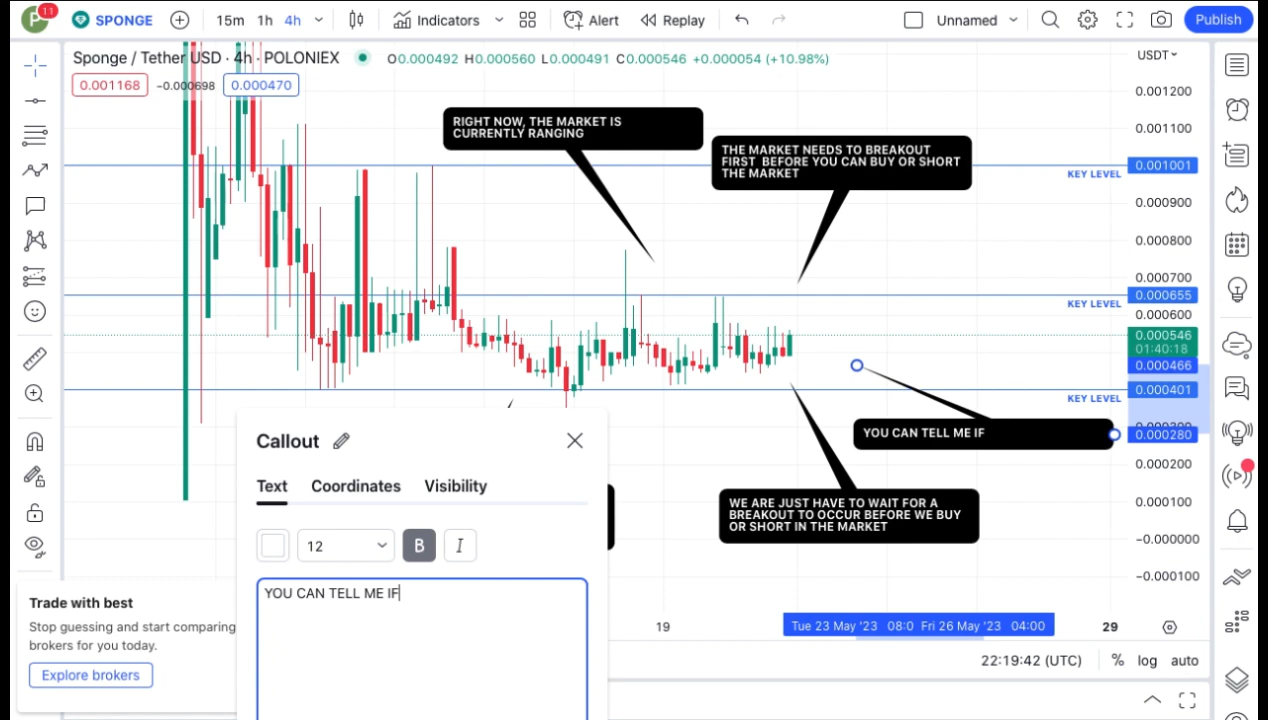 11
SPONGE
15m 1h 4h
Indicators
Alert
Replay
Unnamed
Publish
Sponge / Tether USD · 4h · POLONIEX
O0.000492 H0.000560 L0.000491 C0.000546 +0.000054 (+10.98%)
USDT
0.001168
−0.000698
0.000470
0.001200
0.001100
0.001001
KEY LEVEL
0.000900
0.000800
0.000700
0.000655
KEY LEVEL
0.000600
0.000546
01:40:18
0.000466
0.000401
KEY LEVEL
0.000300
0.000280
0.000200
0.000100
−0.000000
−0.000100
RIGHT NOW, THE MARKET IS
CURRENTLY RANGING
THE MARKET NEEDS TO BREAKOUT
FIRST BEFORE YOU CAN BUY OR SHORT
THE MARKET
YOU CAN TELL ME IF
WE ARE JUST HAVE TO WAIT FOR A
BREAKOUT TO OCCUR BEFORE WE BUY
OR SHORT IN THE MARKET
Callout
Text Coordinates Visibility
12
B
I
YOU CAN TELL ME IF
Trade with best
Stop guessing and start comparing
brokers for you today.
Explore brokers
19
Tue 23 May '23 08:0
Fri 26 May '23 04:00
29
22:19:42 (UTC)
% log auto